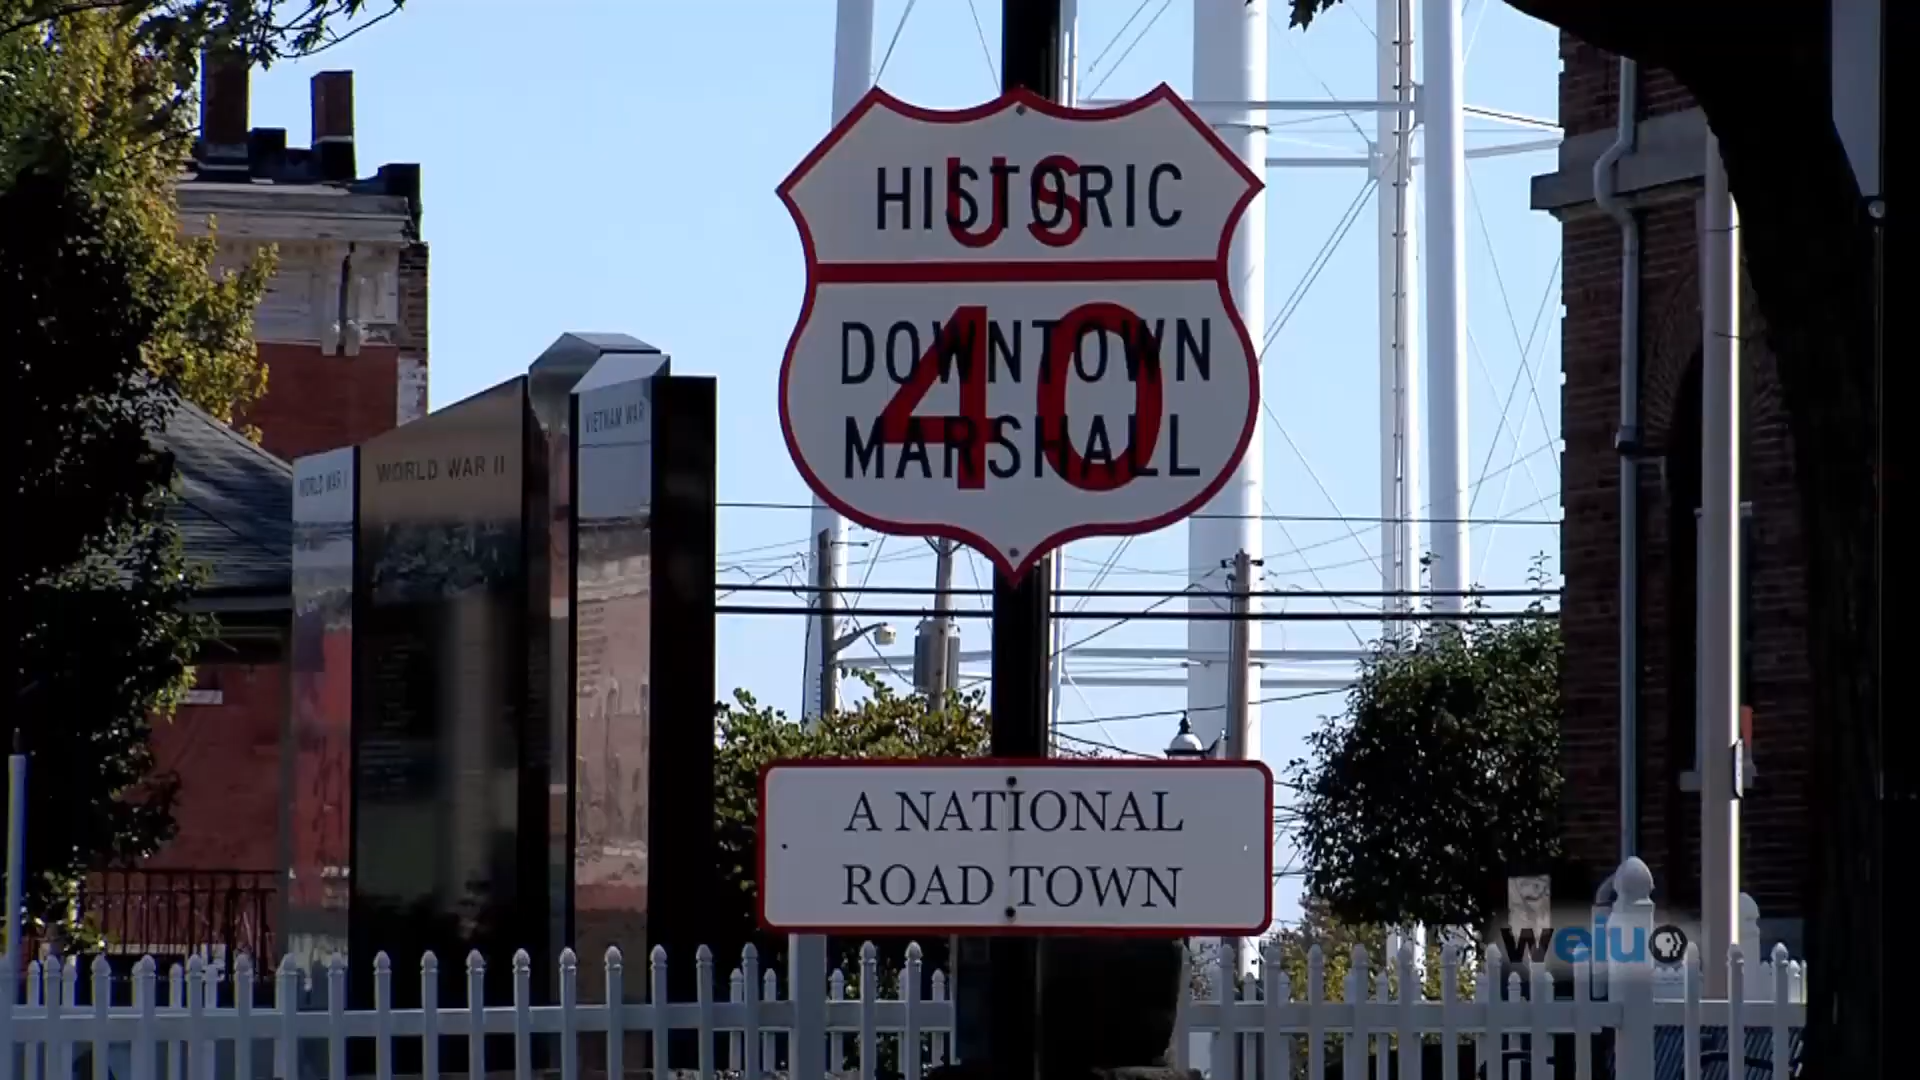 US
HISTORIC
40
DOWNTOWN
MARSHALL
A NATIONAL
ROAD TOWN
WORLD WAR I
WORLD WAR II
VIETNAM WAR
weiu